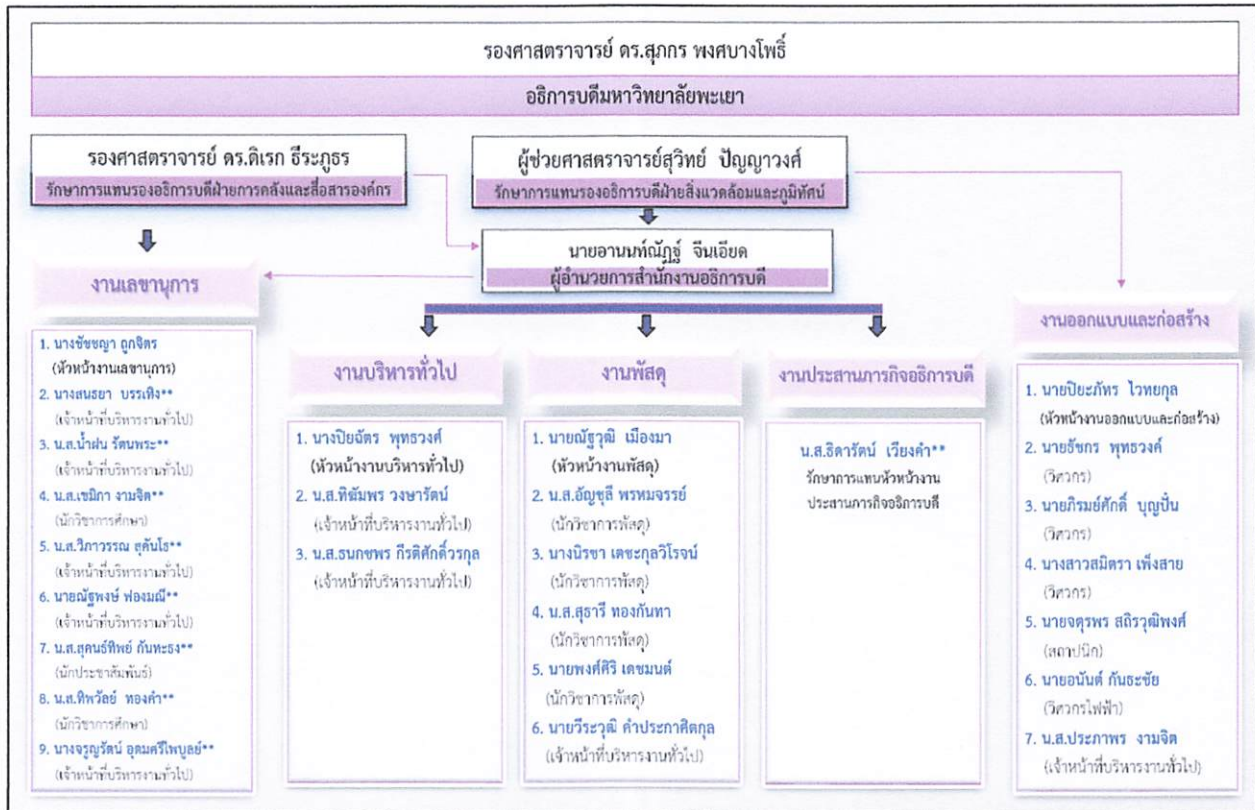 รองศาสตราจารย์ ดร.สุภกร พงศบางโพธิ์
อธิการบดีมหาวิทยาลัยพะเยา
รองศาสตราจารย์ ดร.ดิเรก ธีระภูธร
รักษาการแทนรองอธิการบดีฝ่ายการคลังและสื่อสารองค์กร
ผู้ช่วยศาสตราจารย์สุวิทย์ ปัญญาวงศ์
รักษาการแทนรองอธิการบดีฝ่ายสิ่งแวดล้อมและภูมิทัศน์
นายอานนท์ณัฏฐ์ จีนเอียด
ผู้อำนวยการสำนักงานอธิการบดี
งานเลขานุการ
1. นางชัชชญา ถูกจิตร
(หัวหน้างานเลขานุการ)
2. นางสนธยา บรรเทิง**
(เจ้าหน้าที่บริหารงานทั่วไป)
3. น.ส.น้ำฝน รัตนพระ**
(เจ้าหน้าที่บริหารงานทั่วไป)
4. น.ส.เขมิกา งามจิต**
(นักวิชาการศึกษา)
5. น.ส.วิภาวรรณ สุคันโธ**
(เจ้าหน้าที่บริหารงานทั่วไป)
6. นายณัฐพงษ์ ฟองมณี**
(เจ้าหน้าที่บริหารงานทั่วไป)
7. น.ส.สุคนธ์ทิพย์ กันทะธง**
(นักประชาสัมพันธ์)
8. น.ส.ทิพวัลย์ ทองคำ**
(นักวิชาการศึกษา)
9. นางจรูญรัตน์ อุดมศรีไพบูลย์**
(เจ้าหน้าที่บริหารงานทั่วไป)
งานบริหารทั่วไป
1. นางปิยฉัตร พุทธวงศ์
(หัวหน้างานบริหารทั่วไป)
2. น.ส.ทิฆัมพร วงษารัตน์
(เจ้าหน้าที่บริหารงานทั่วไป)
3. น.ส.ธนกชพร กีรติศักดิ์วรกุล
(เจ้าหน้าที่บริหารงานทั่วไป)
งานพัสดุ
1. นายณัฐวุฒิ เมืองมา
(หัวหน้างานพัสดุ)
2. น.ส.อัญชุลี พรหมจรรย์
(นักวิชาการพัสดุ)
3. นางนิรชา เตชะกุลวิโรจน์
(นักวิชาการพัสดุ)
4. น.ส.สุธารี ทองกันทา
(นักวิชาการพัสดุ)
5. นายพงศ์ศิริ เดชมนต์
(นักวิชาการพัสดุ)
6. นายวีระวุฒิ คำประกาศิตกุล
(เจ้าหน้าที่บริหารงานทั่วไป)
งานประสานภารกิจอธิการบดี
น.ส.ธิดารัตน์ เวียงคำ**
รักษาการแทนหัวหน้างาน
ประสานภารกิจอธิการบดี
งานออกแบบและก่อสร้าง
1. นายปิยะภัทร ไวทยกุล
(หัวหน้างานออกแบบและก่อสร้าง)
2. นายธัชกร พุทธวงค์
(วิศวกร)
3. นายภิรมย์ศักดิ์ บุญปั๋น
(วิศวกร)
4. นางสาวสมิตรา เพ็งสาย
(วิศวกร)
5. นายจตุรพร สถิรวุฒิพงศ์
(สถาปนิก)
6. นายอนันต์ กันธะชัย
(วิศวกรไฟฟ้า)
7. น.ส.ประภาพร งามจิต
(เจ้าหน้าที่บริหารงานทั่วไป)